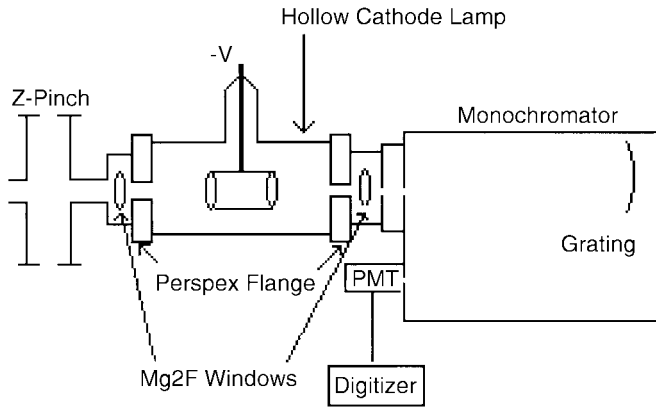 Hollow Cathode Lamp
-V
Z-Pinch
Monochromator
Grating
Perspex Flange
PMT
Mg2F Windows
Digitizer